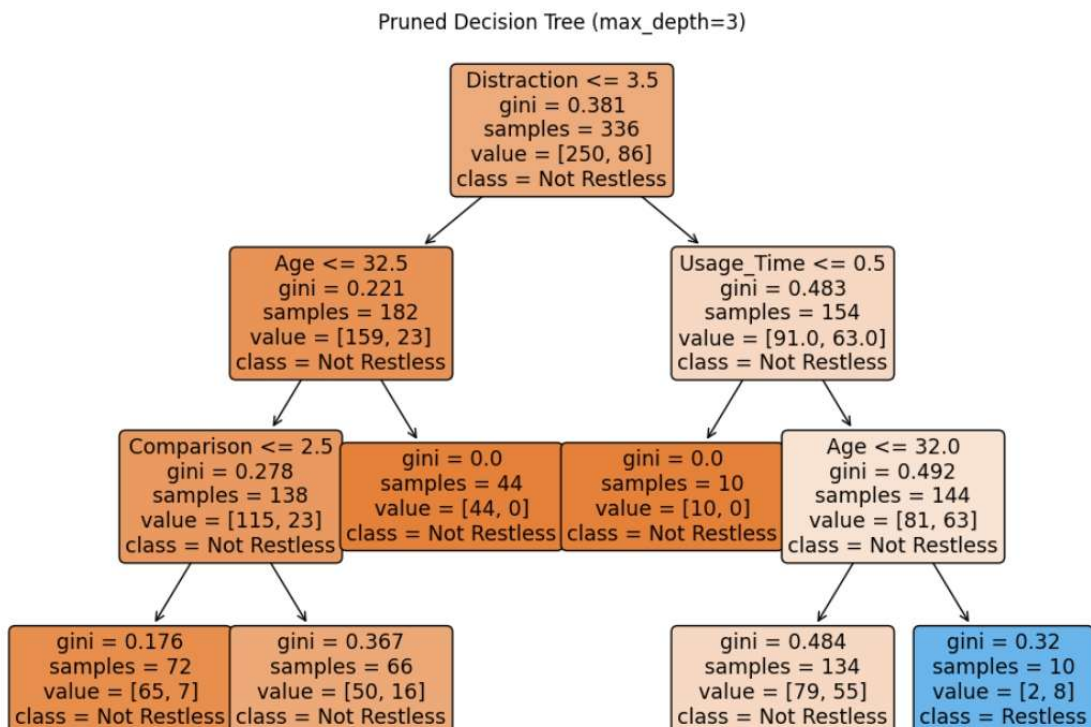 Pruned Decision Tree (max_depth=3)
Distraction <= 3.5
gini = 0.381
samples = 336
value = [250, 86]
class = Not Restless
Age <= 32.5
gini = 0.221
samples = 182
value = [159, 23]
class = Not Restless
Usage_Time <= 0.5
gini = 0.483
samples = 154
value = [91.0, 63.0]
class = Not Restless
Comparison <= 2.5
gini = 0.278
samples = 138
value = [115, 23]
class = Not Restless
gini = 0.0
samples = 44
value = [44, 0]
class = Not Restless
gini = 0.0
samples = 10
value = [10, 0]
class = Not Restless
Age <= 32.0
gini = 0.492
samples = 144
value = [81, 63]
class = Not Restless
gini = 0.176
samples = 72
value = [65, 7]
class = Not Restless
gini = 0.367
samples = 66
value = [50, 16]
class = Not Restless
gini = 0.484
samples = 134
value = [79, 55]
class = Not Restless
gini = 0.32
samples = 10
value = [2, 8]
class = Restless